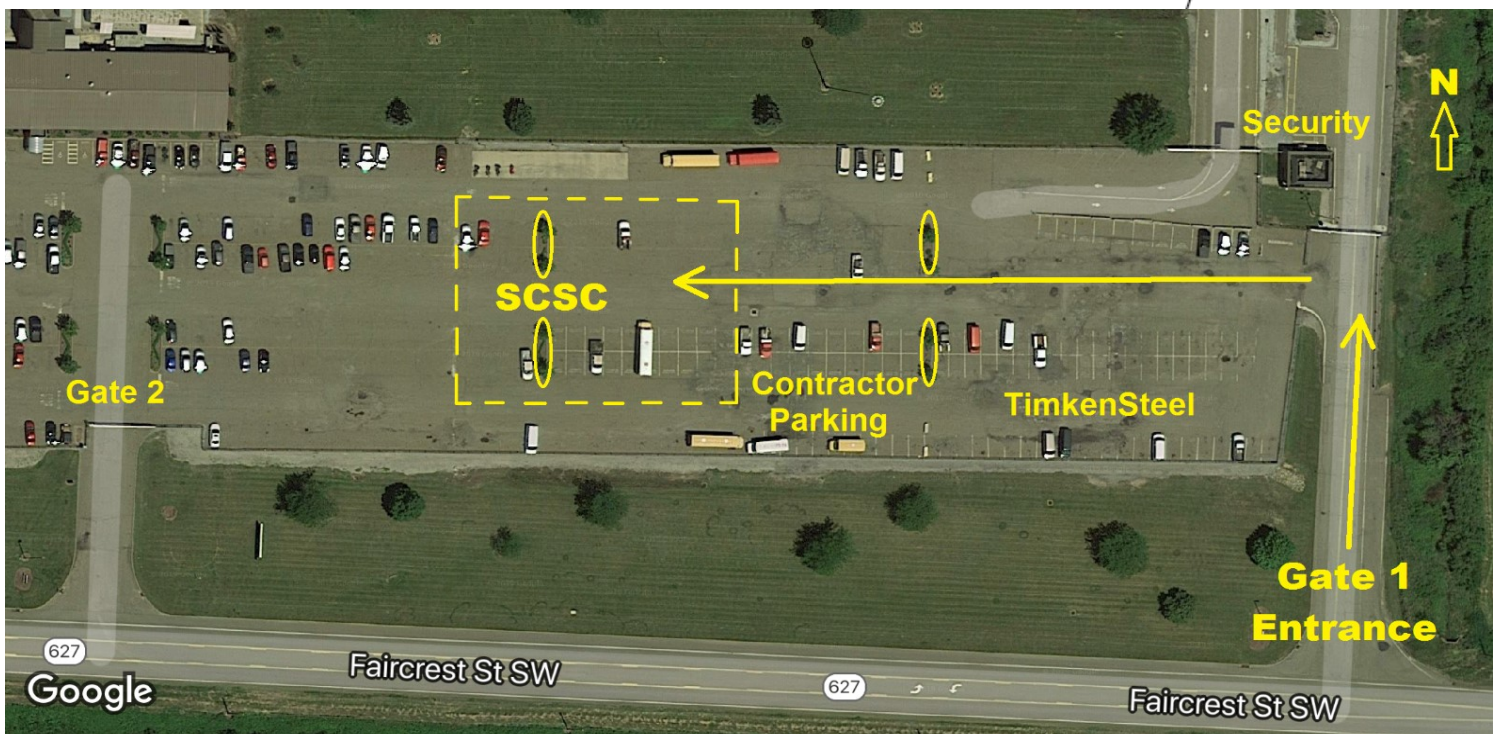 N
Security
SCSC
Gate 2
Contractor
Parking
TimkenSteel
Gate 1
Entrance
627
Google
Faircrest St SW
627
Faircrest St SW